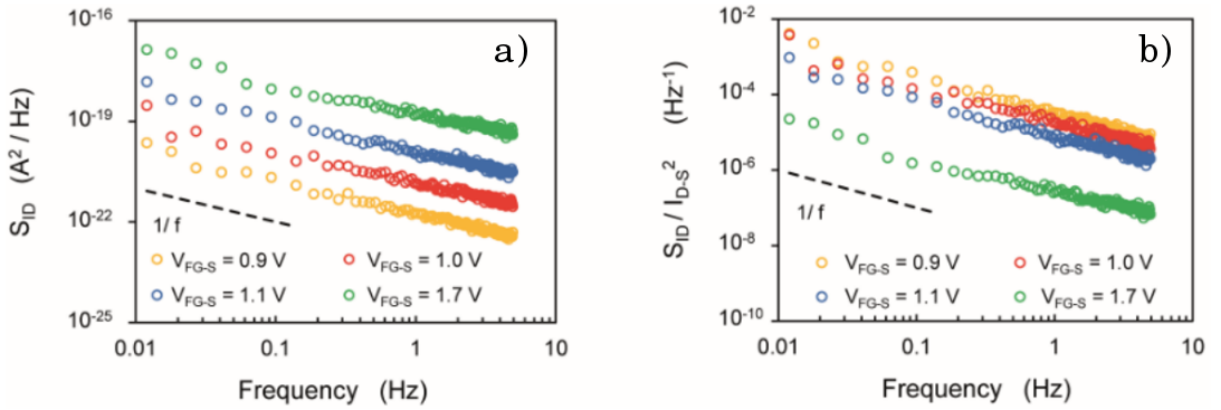 a)
10⁻¹⁶
10⁻¹⁹
10⁻²²
10⁻²⁵
S_ID (A² / Hz)
1/ f
V_FG-S = 0.9 V
V_FG-S = 1.0 V
V_FG-S = 1.1 V
V_FG-S = 1.7 V
0.01
0.1
1
10
Frequency (Hz)
b)
10⁻²
10⁻⁴
10⁻⁶
10⁻⁸
10⁻¹⁰
S_ID / I_D-S² (Hz⁻¹)
1/ f
V_FG-S = 0.9 V
V_FG-S = 1.0 V
V_FG-S = 1.1 V
V_FG-S = 1.7 V
0.01
0.1
1
10
Frequency (Hz)